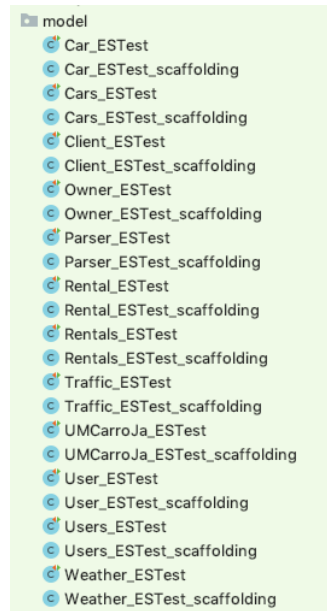 model
Car_ESTest
Car_ESTest_scaffolding
Cars_ESTest
Cars_ESTest_scaffolding
Client_ESTest
Client_ESTest_scaffolding
Owner_ESTest
Owner_ESTest_scaffolding
Parser_ESTest
Parser_ESTest_scaffolding
Rental_ESTest
Rental_ESTest_scaffolding
Rentals_ESTest
Rentals_ESTest_scaffolding
Traffic_ESTest
Traffic_ESTest_scaffolding
UMCarroJa_ESTest
UMCarroJa_ESTest_scaffolding
User_ESTest
User_ESTest_scaffolding
Users_ESTest
Users_ESTest_scaffolding
Weather_ESTest
Weather_ESTest_scaffolding